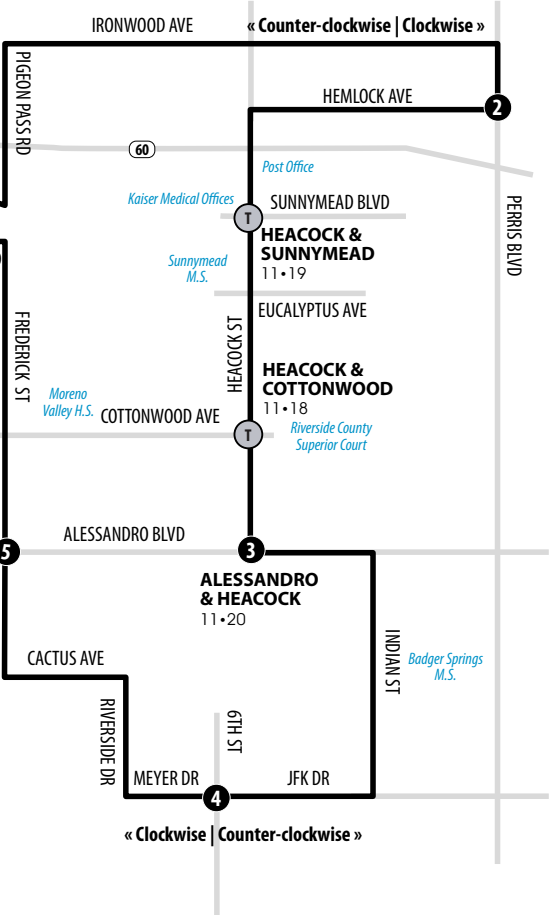 IRONWOOD AVE
« Counter-clockwise | Clockwise »
PIGEON PASS RD
HEMLOCK AVE
2
60
Post Office
Kaiser Medical Offices
SUNNYMEAD BLVD
PERRIS BLVD
T
HEACOCK &
SUNNYMEAD
11•19
Sunnymead
M.S.
EUCALYPTUS AVE
FREDERICK ST
HEACOCK ST
HEACOCK &
COTTONWOOD
11•18
Moreno
Valley H.S.
COTTONWOOD AVE
T
Riverside County
Superior Court
ALESSANDRO BLVD
5
3
ALESSANDRO
& HEACOCK
11•20
INDIAN ST
Badger Springs
M.S.
CACTUS AVE
RIVERSIDE DR
6TH ST
MEYER DR
JFK DR
4
« Clockwise | Counter-clockwise »